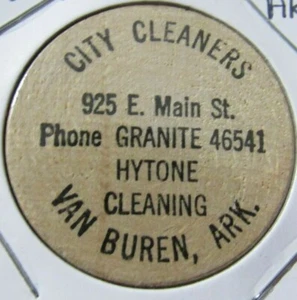 CITY CLEANERS
925 E. Main St.
Phone GRANITE 46541
HYTONE
CLEANING
VAN BUREN, ARK.